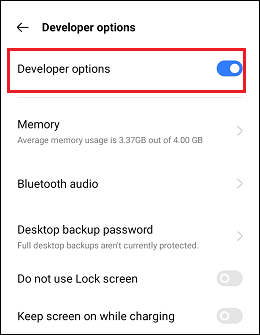 Developer options
Developer options
Memory
Average memory usage is 3.37GB out of 4.00 GB
Bluetooth audio
Desktop backup password
Full desktop backups aren't currently protected.
Do not use Lock screen
Keep screen on while charging